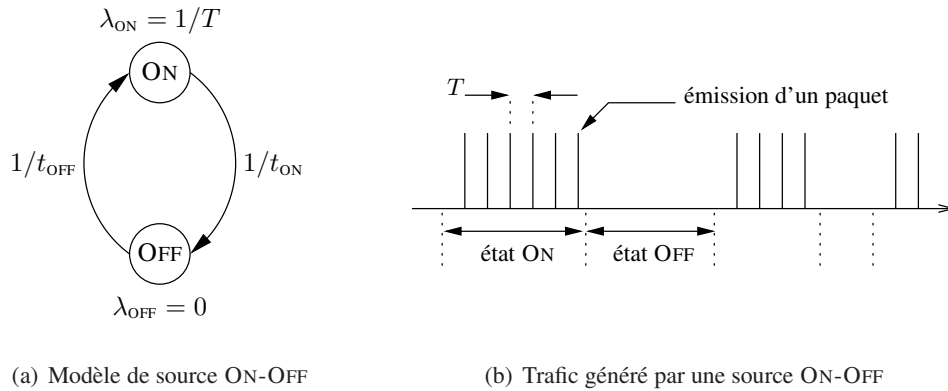 λ_ON = 1/T
ON
1/t_OFF
1/t_ON
OFF
λ_OFF = 0
(a) Modèle de source ON-OFF
T
émission d'un paquet
état ON
état OFF
(b) Trafic généré par une source ON-OFF